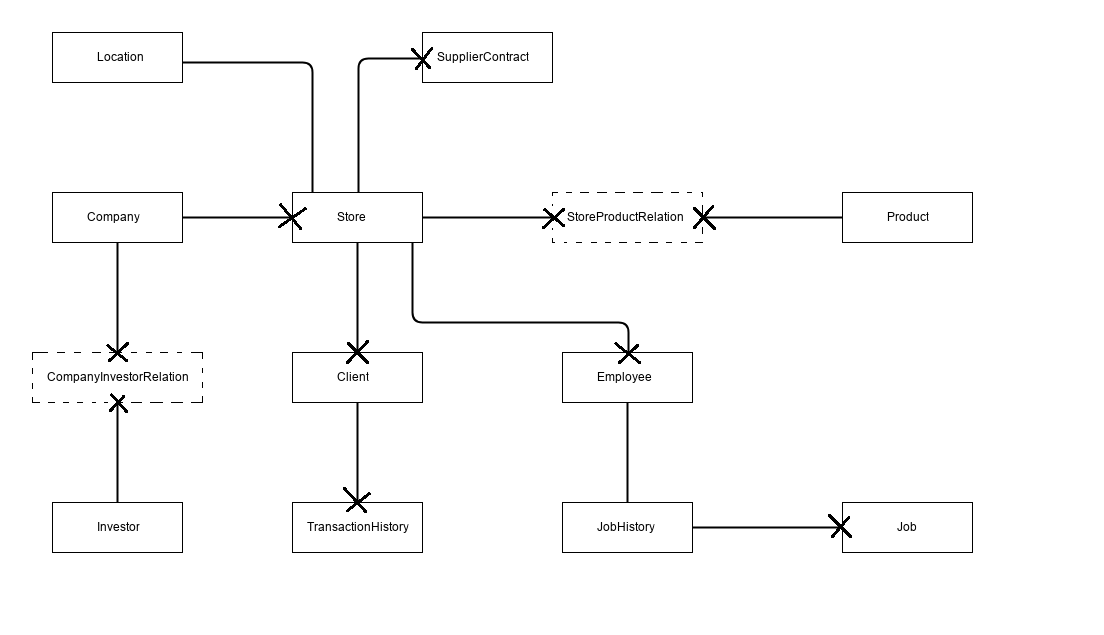 Location
SupplierContract
Company
Store
StoreProductRelation
Product
CompanyInvestorRelation
Client
Employee
Investor
TransactionHistory
JobHistory
Job